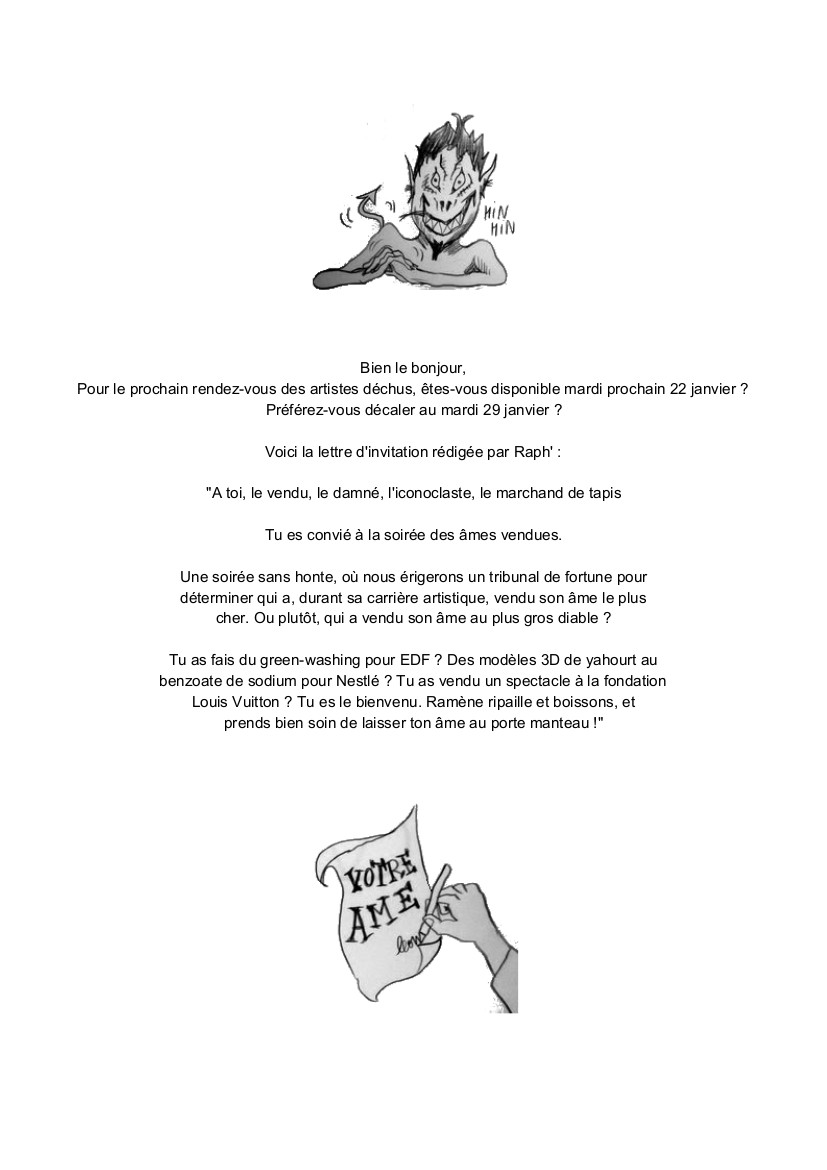 HIN
HIN
Bien le bonjour,
Pour le prochain rendez-vous des artistes déchus, êtes-vous disponible mardi prochain 22 janvier ?
Préférez-vous décaler au mardi 29 janvier ?
Voici la lettre d'invitation rédigée par Raph' :
"A toi, le vendu, le damné, l'iconoclaste, le marchand de tapis
Tu es convié à la soirée des âmes vendues.
Une soirée sans honte, où nous érigerons un tribunal de fortune pour
déterminer qui a, durant sa carrière artistique, vendu son âme le plus
cher. Ou plutôt, qui a vendu son âme au plus gros diable ?
Tu as fais du green-washing pour EDF ? Des modèles 3D de yahourt au
benzoate de sodium pour Nestlé ? Tu as vendu un spectacle à la fondation
Louis Vuitton ? Tu es le bienvenu. Ramène ripaille et boissons, et
prends bien soin de laisser ton âme au porte manteau !"
VOTRE
AME